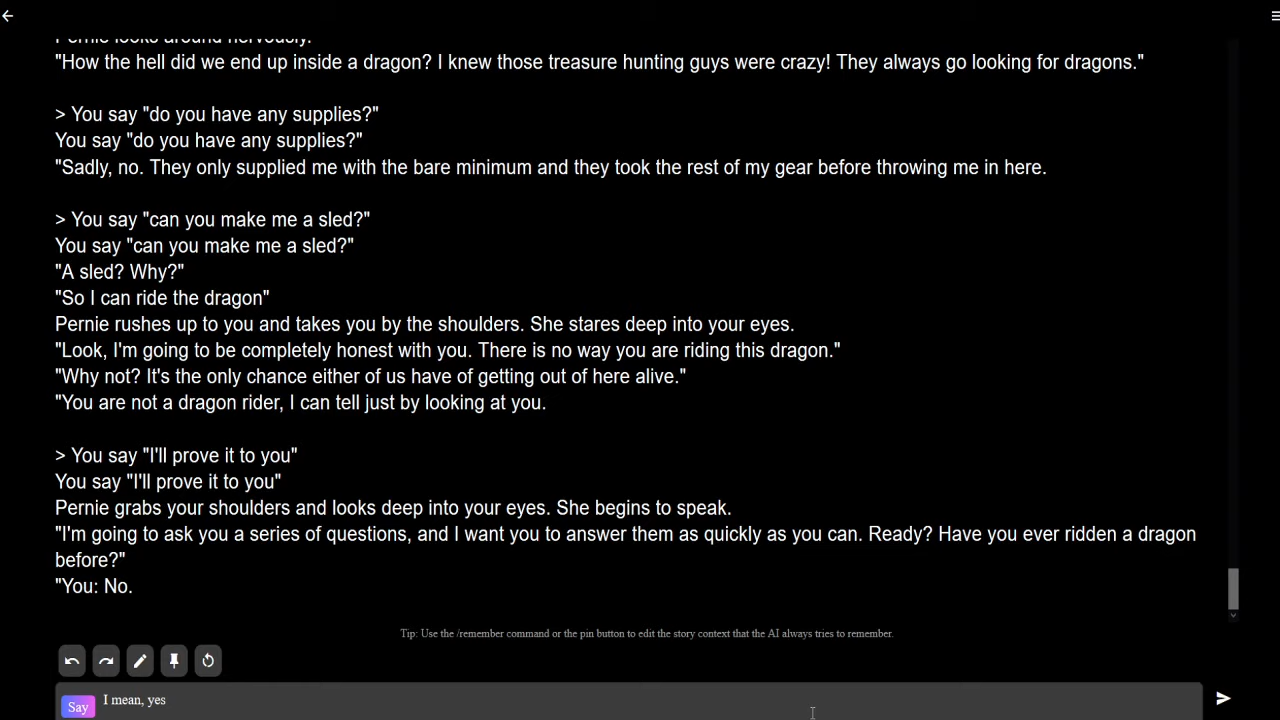 Pernie looks around nervously.
"How the hell did we end up inside a dragon? I knew those treasure hunting guys were crazy! They always go looking for dragons."
> You say "do you have any supplies?"
You say "do you have any supplies?"
"Sadly, no. They only supplied me with the bare minimum and they took the rest of my gear before throwing me in here.
> You say "can you make me a sled?"
You say "can you make me a sled?"
"A sled? Why?"
"So I can ride the dragon"
Pernie rushes up to you and takes you by the shoulders. She stares deep into your eyes.
"Look, I'm going to be completely honest with you. There is no way you are riding this dragon."
"Why not? It's the only chance either of us have of getting out of here alive."
"You are not a dragon rider, I can tell just by looking at you.
> You say "I'll prove it to you"
You say "I'll prove it to you"
Pernie grabs your shoulders and looks deep into your eyes. She begins to speak.
"I'm going to ask you a series of questions, and I want you to answer them as quickly as you can. Ready? Have you ever ridden a dragon
before?"
"You: No.
Tip: Use the /remember command or the pin button to edit the story context that the AI always tries to remember.
Say I mean, yes